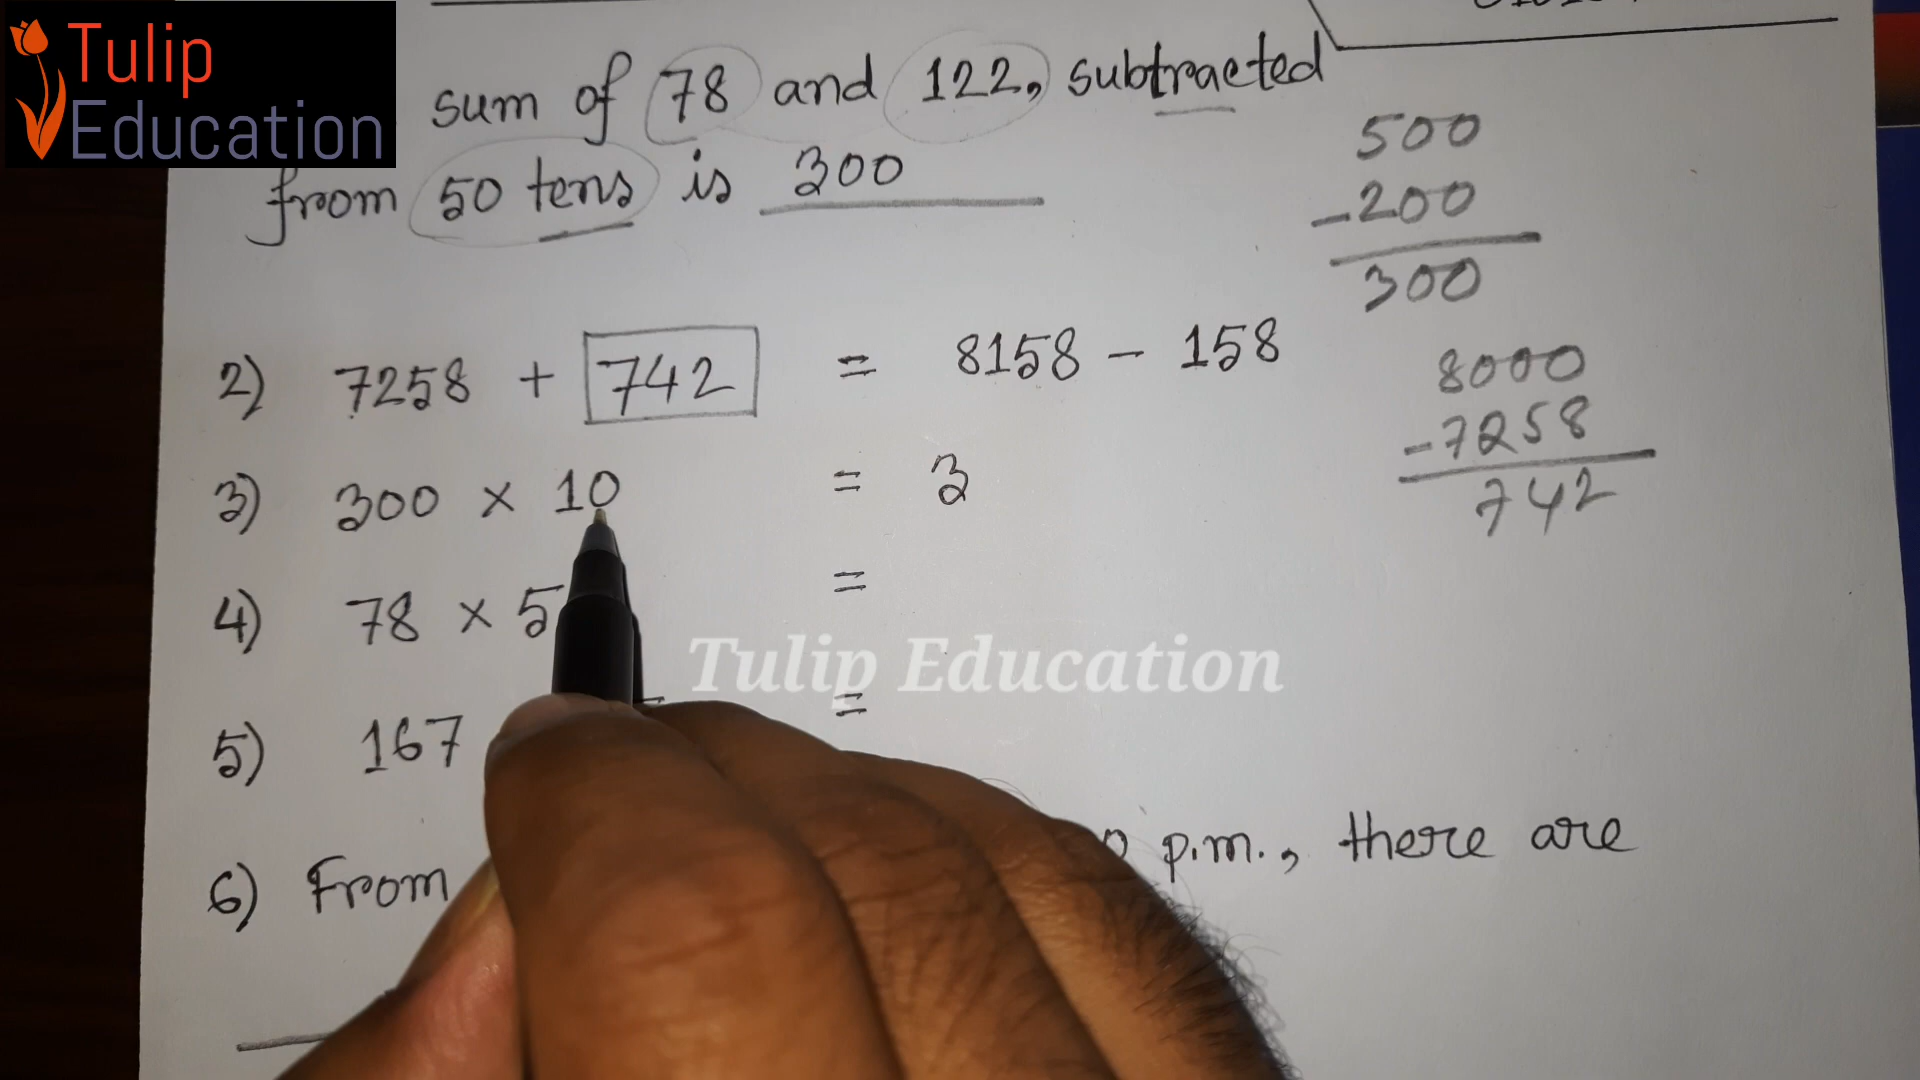 Tulip
Education
sum of 78 and 122, subtracted
from 50 tens is 300
500
-200
300
2) 7258 + 742 = 8158 - 158
8000
-7258
742
3) 300 × 10 = 3
4) 78 × 5 =
Tulip Education
5) 167 =
6) From p.m., there are